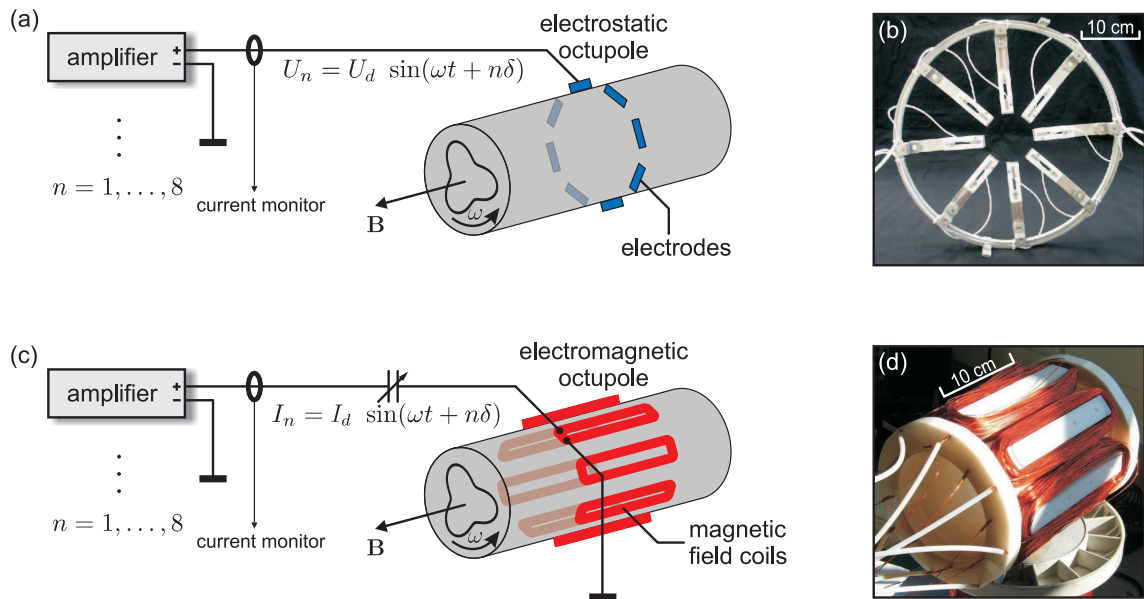 (a)
amplifier
+
−
U_n = U_d sin(ωt + nδ)
n = 1, . . . , 8
current monitor
electrostatic
octupole
B
ω
electrodes
(b)
10 cm
(c)
amplifier
+
−
I_n = I_d sin(ωt + nδ)
n = 1, . . . , 8
current monitor
electromagnetic
octupole
B
ω
magnetic
field coils
(d)
10 cm